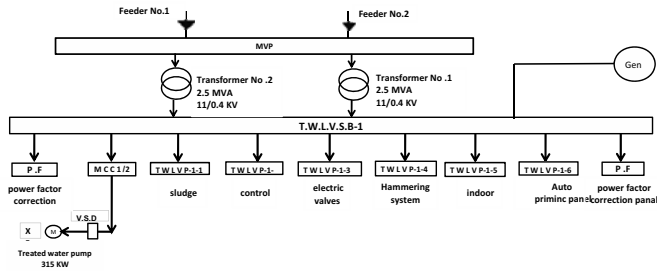 Feeder No.1
Feeder No.2
MVP
Gen
Transformer No .2
2.5 MVA
11/0.4 KV
Transformer No .1
2.5 MVA
11/0.4 KV
T.W.L.V.S.B-1
P .F
M C C 1 / 2
T W L V P-1-1
T W L V P-1-
T W L V P-1-3
T W L V P-1-4
T W L V P-1-5
T W L V P-1-6
P .F
power factor
correction
sludge
control
electric
valves
Hammering
system
indoor
Auto
priminc panel
power factor
correction panal
V.S.D
X
M
Treated water pump
315 KW